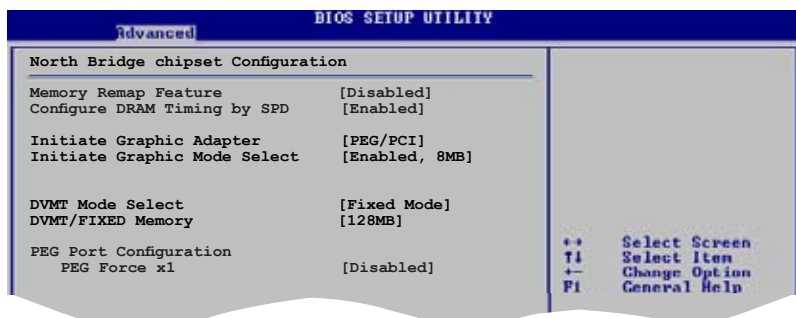 BIOS SETUP UTILITY
Advanced
North Bridge chipset Configuration
Memory Remap Feature [Disabled]
Configure DRAM Timing by SPD [Enabled]
Initiate Graphic Adapter [PEG/PCI]
Initiate Graphic Mode Select [Enabled, 8MB]
DVMT Mode Select [Fixed Mode]
DVMT/FIXED Memory [128MB]
PEG Port Configuration
PEG Force x1 [Disabled]
←→ Select Screen
↑↓ Select Item
+- Change Option
F1 General Help